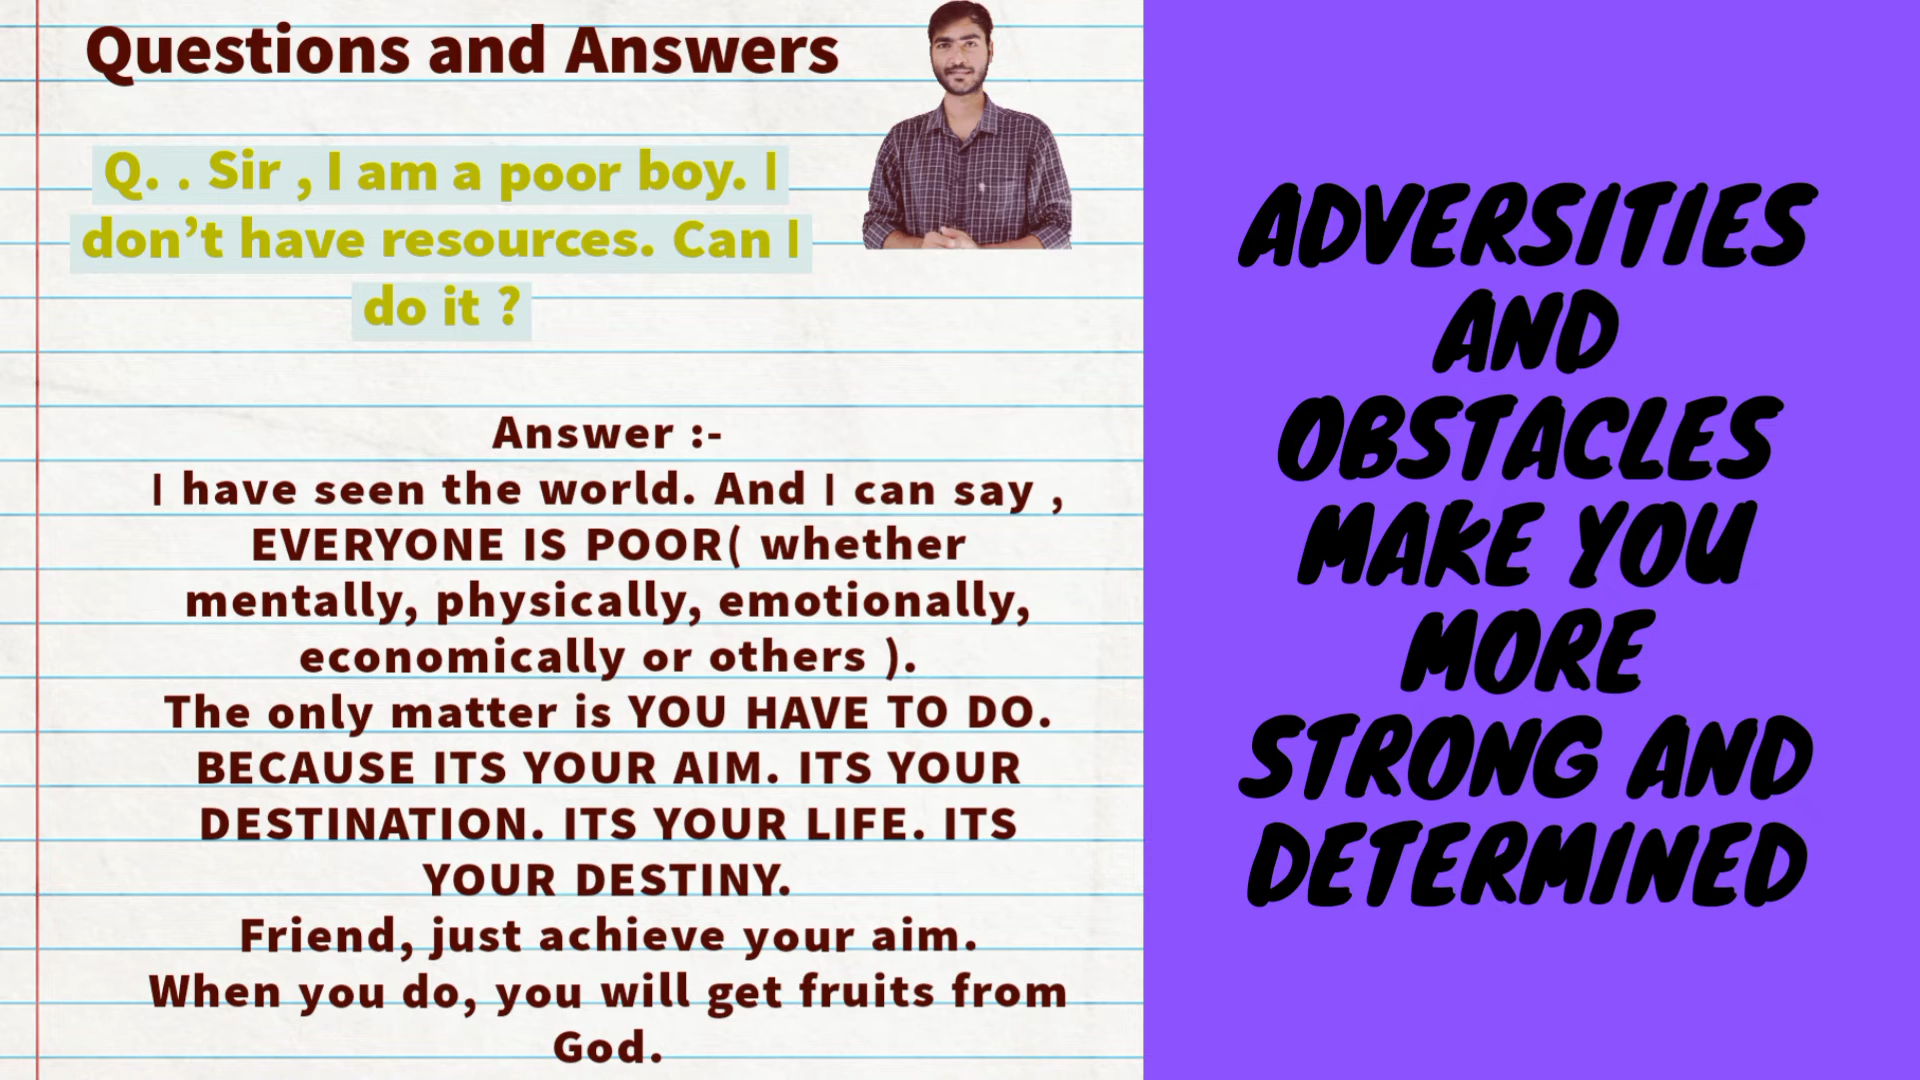 Questions and Answers
Q. . Sir , I am a poor boy. I
don’t have resources. Can I
do it ?
Answer :-
I have seen the world. And I can say ,
EVERYONE IS POOR( whether
mentally, physically, emotionally,
economically or others ).
The only matter is YOU HAVE TO DO.
BECAUSE ITS YOUR AIM. ITS YOUR
DESTINATION. ITS YOUR LIFE. ITS
YOUR DESTINY.
Friend, just achieve your aim.
When you do, you will get fruits from
God.
ADVERSITIES
AND
OBSTACLES
MAKE YOU
MORE
STRONG AND
DETERMINED